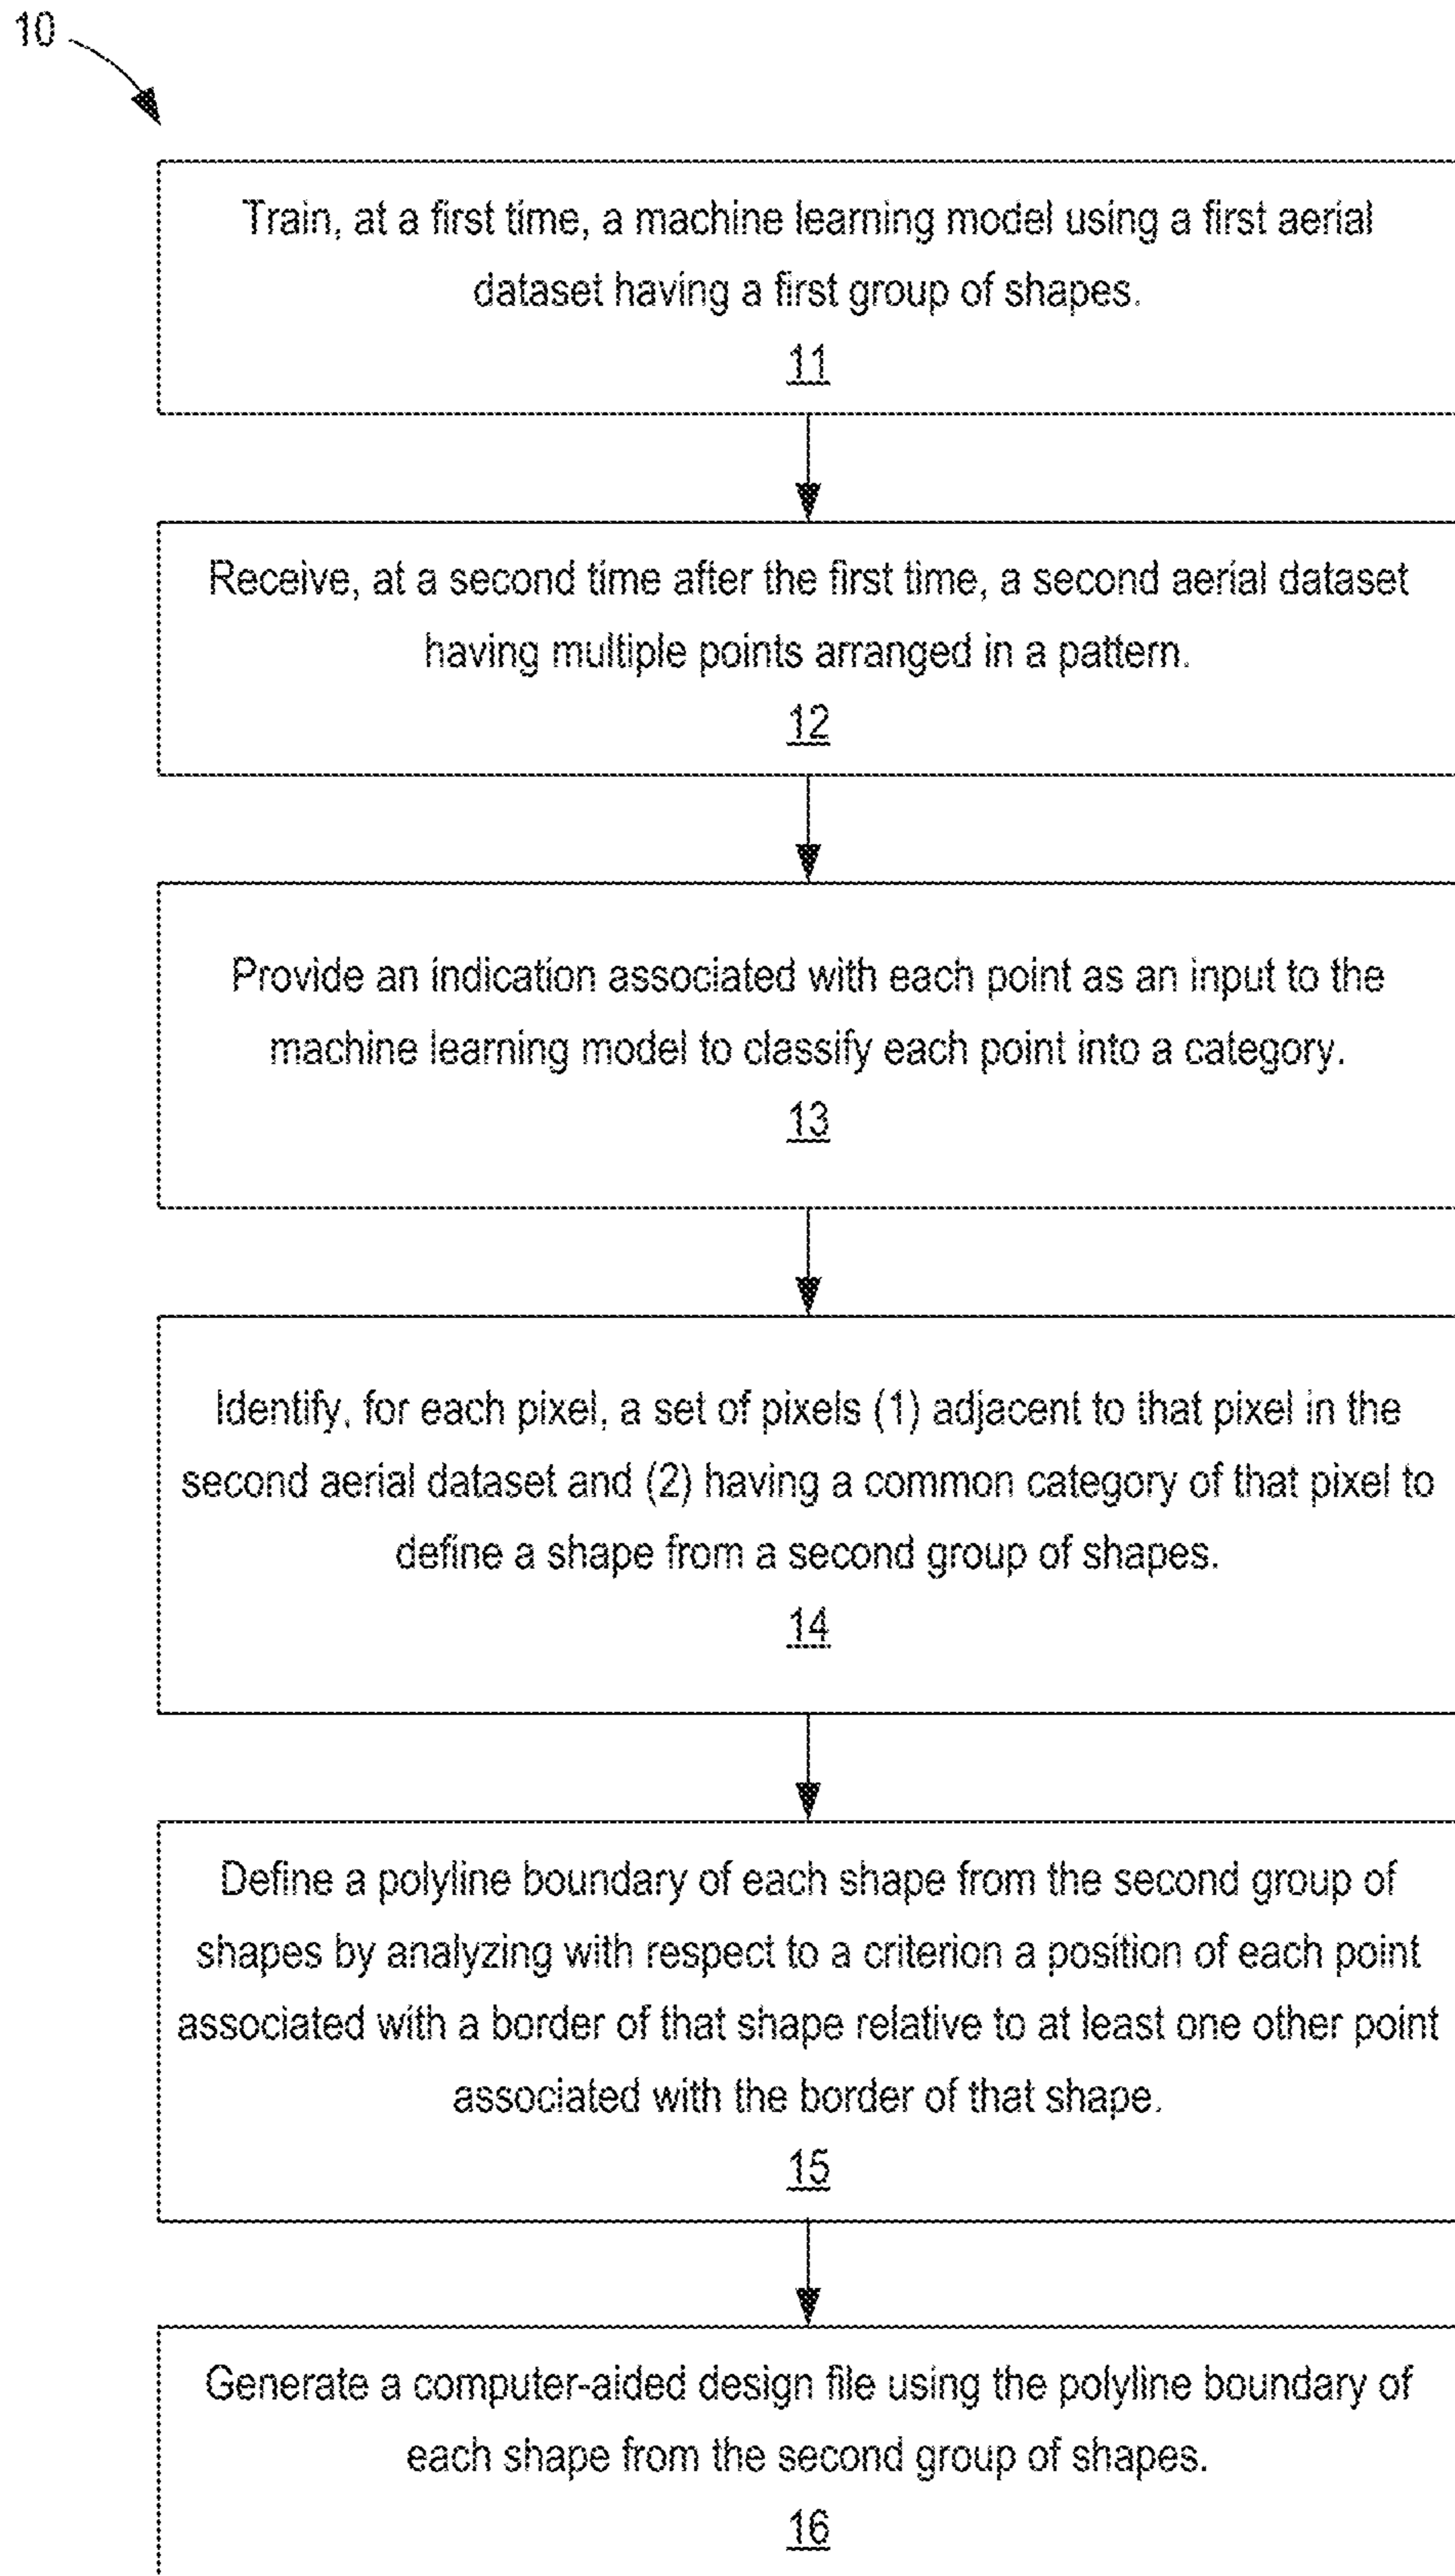 10
Train, at a first time, a machine learning model using a first aerial
dataset having a first group of shapes.
11
Receive, at a second time after the first time, a second aerial dataset
having multiple points arranged in a pattern.
12
Provide an indication associated with each point as an input to the
machine learning model to classify each point into a category.
13
Identify, for each pixel, a set of pixels (1) adjacent to that pixel in the
second aerial dataset and (2) having a common category of that pixel to
define a shape from a second group of shapes.
14
Define a polyline boundary of each shape from the second group of
shapes by analyzing with respect to a criterion a position of each point
associated with a border of that shape relative to at least one other point
associated with the border of that shape.
15
Generate a computer-aided design file using the polyline boundary of
each shape from the second group of shapes.
16